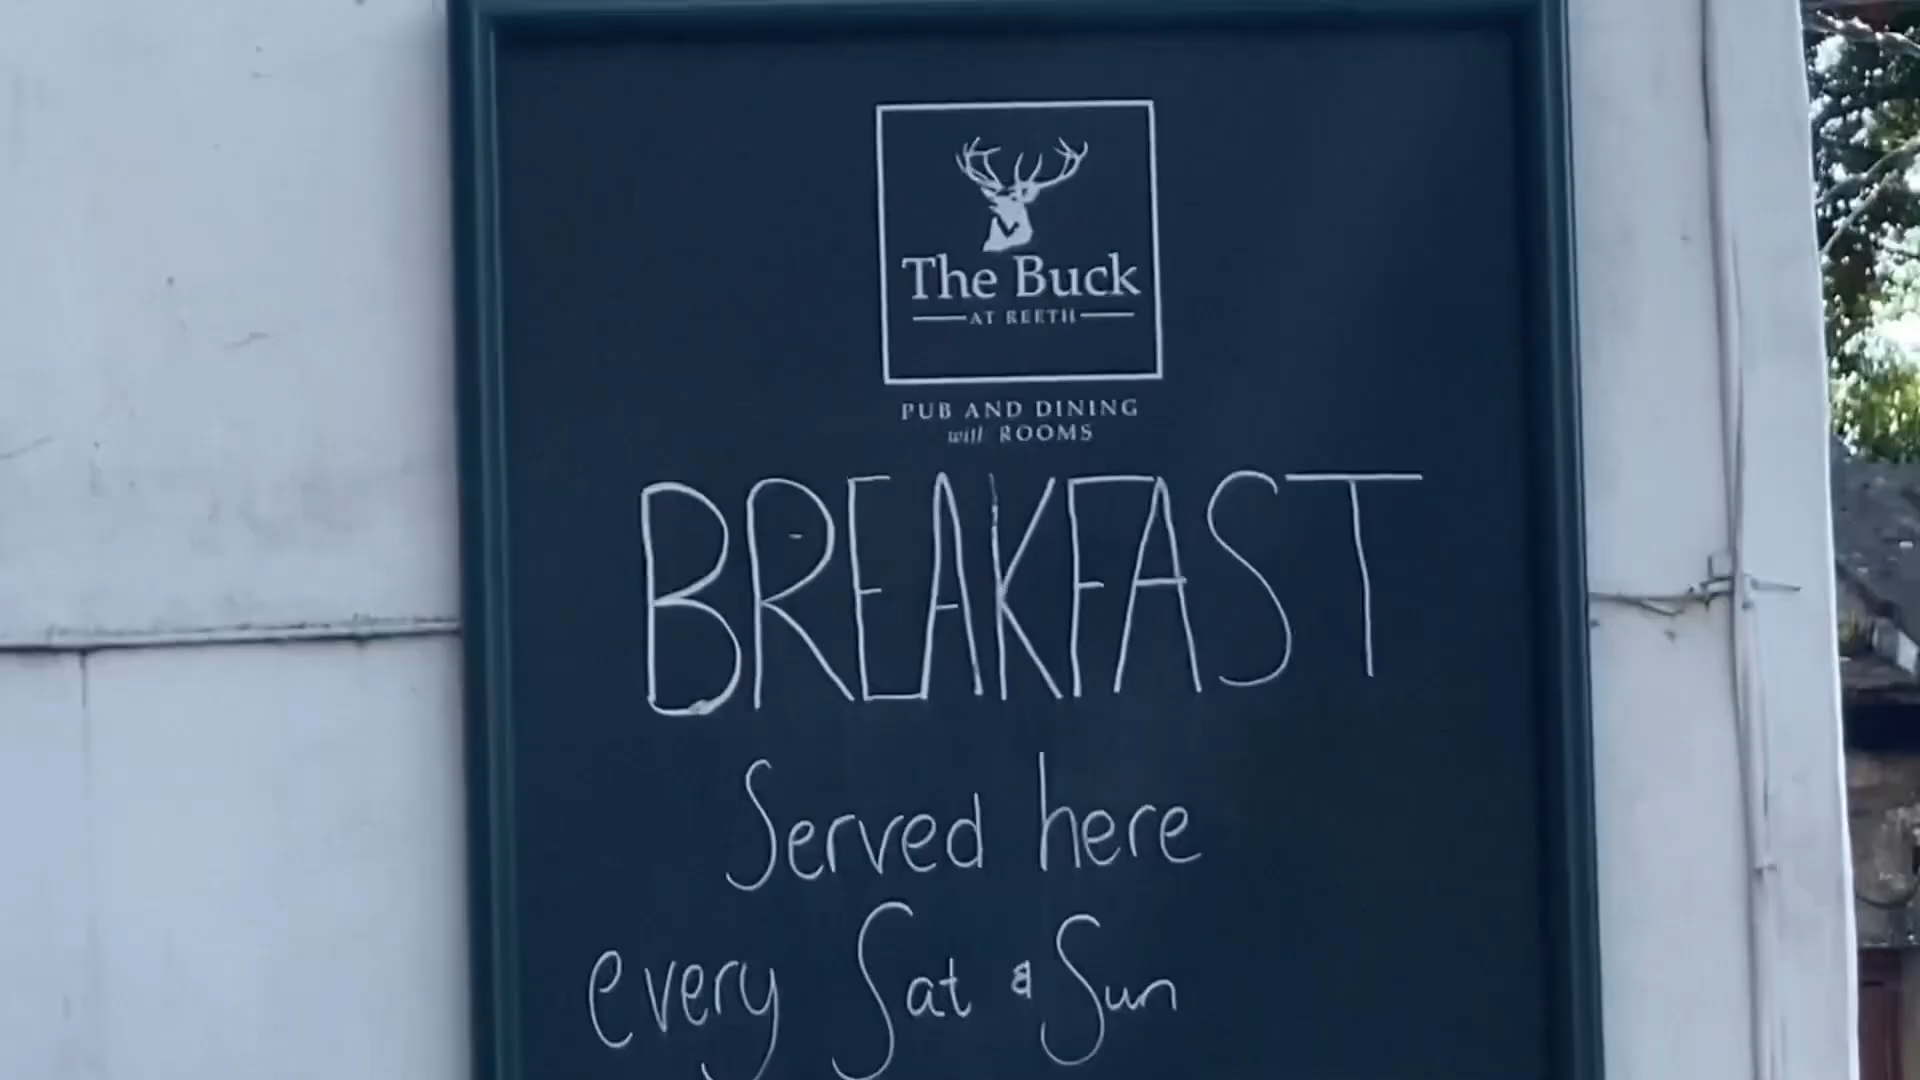 The Buck
AT REETH
PUB AND DINING
with ROOMS
BREAKFAST
Served here
every Sat & Sun